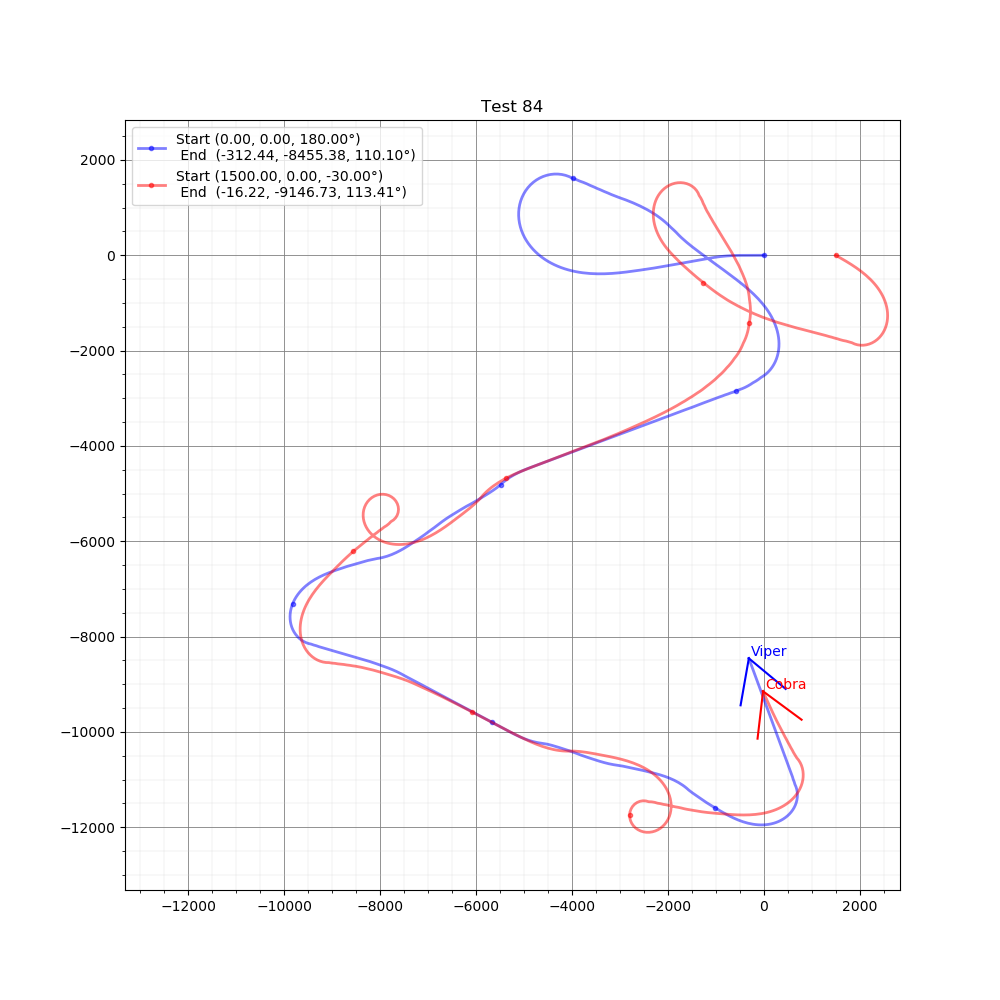 Test 84
Start (0.00, 0.00, 180.00°)
End (-312.44, -8455.38, 110.10°)
Start (1500.00, 0.00, -30.00°)
End (-16.22, -9146.73, 113.41°)
2000
0
−2000
−4000
−6000
−8000
−10000
−12000
Viper
Cobra
−12000 −10000 −8000 −6000 −4000 −2000 0 2000